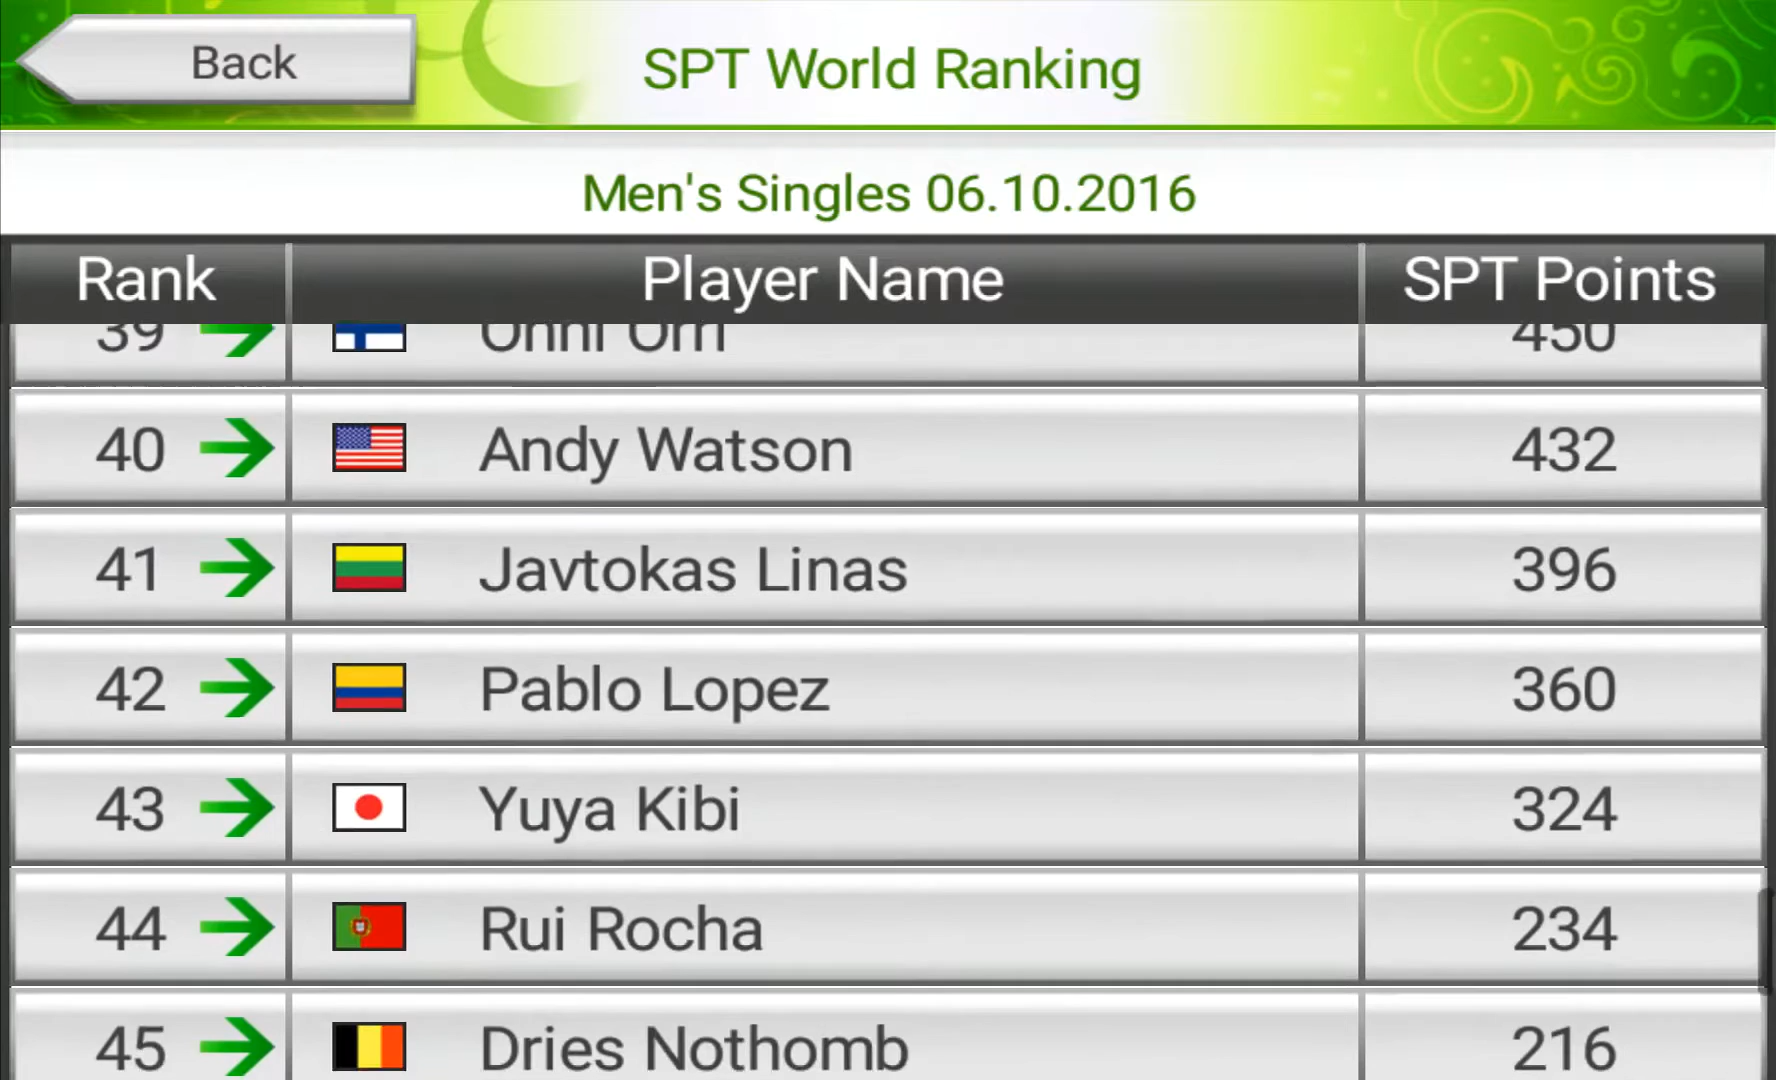 Back
SPT World Ranking
Men's Singles 06.10.2016
Rank Player Name SPT Points
39 450
40 Andy Watson 432
41 Javtokas Linas 396
42 Pablo Lopez 360
43 Yuya Kibi 324
44 Rui Rocha 234
45 Dries Nothomb 216